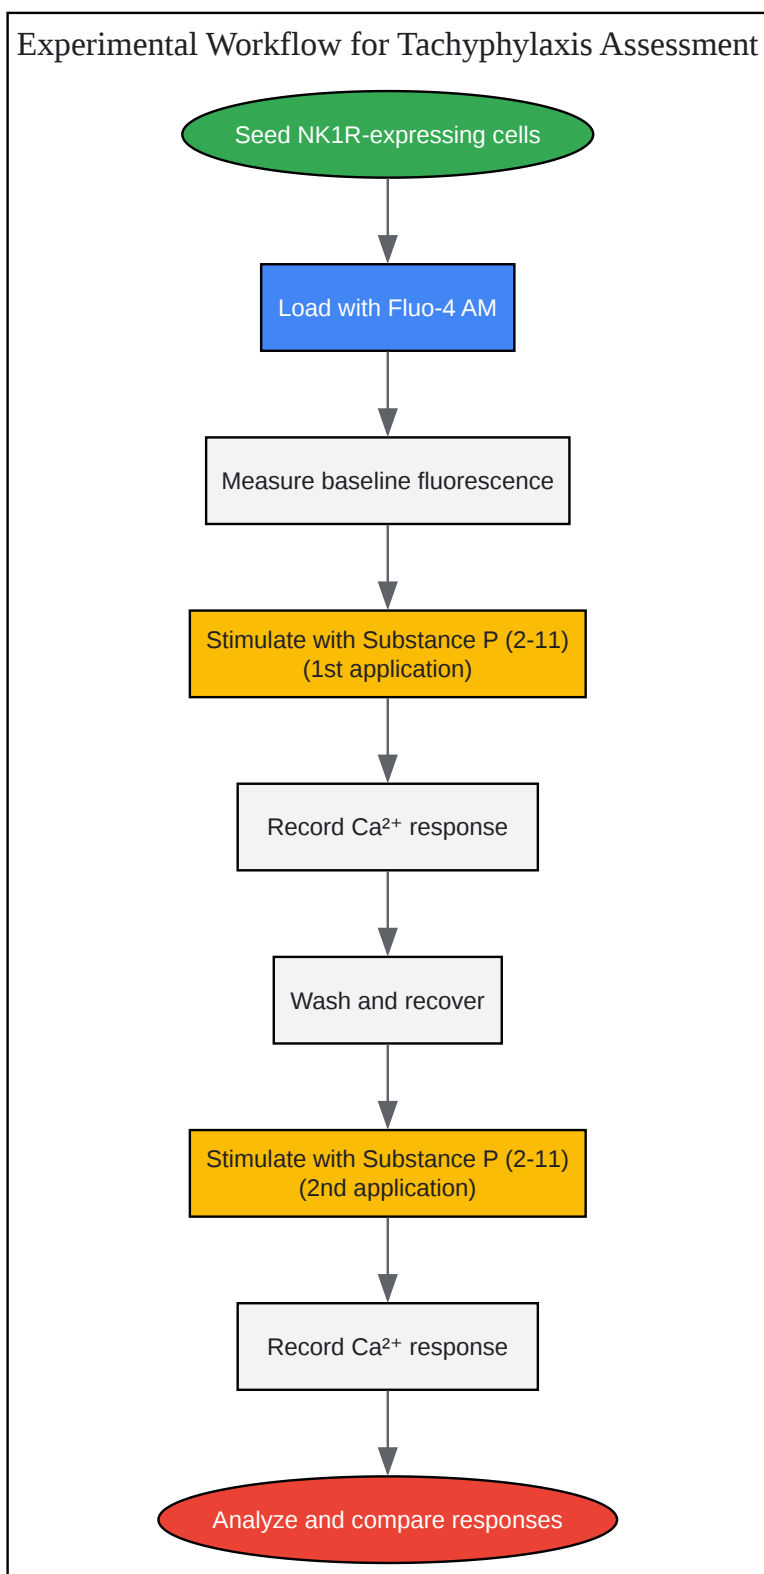 Experimental Workflow for Tachyphylaxis Assessment
Seed NK1R-expressing cells
Load with Fluo-4 AM
Measure baseline fluorescence
Stimulate with Substance P (2-11)
(1st application)
Record Ca²⁺ response
Wash and recover
Stimulate with Substance P (2-11)
(2nd application)
Record Ca²⁺ response
Analyze and compare responses